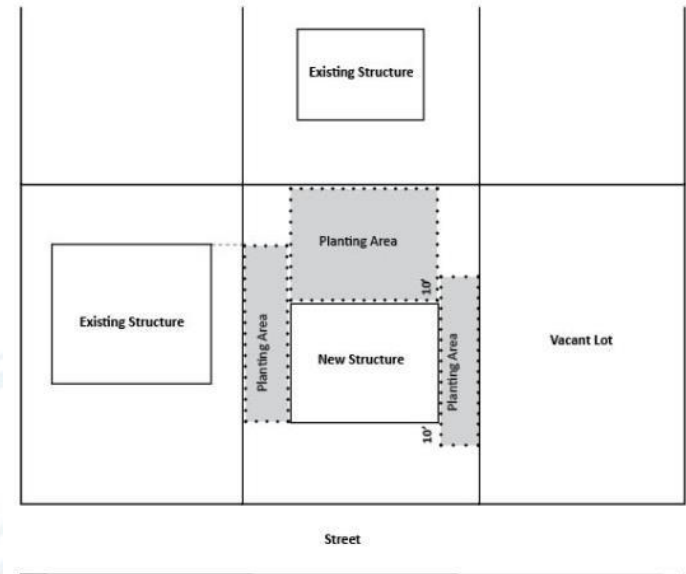 Existing Structure
Planting Area
10'
Existing Structure
Planting Area
New Structure
Planting Area
Vacant Lot
10'
Street